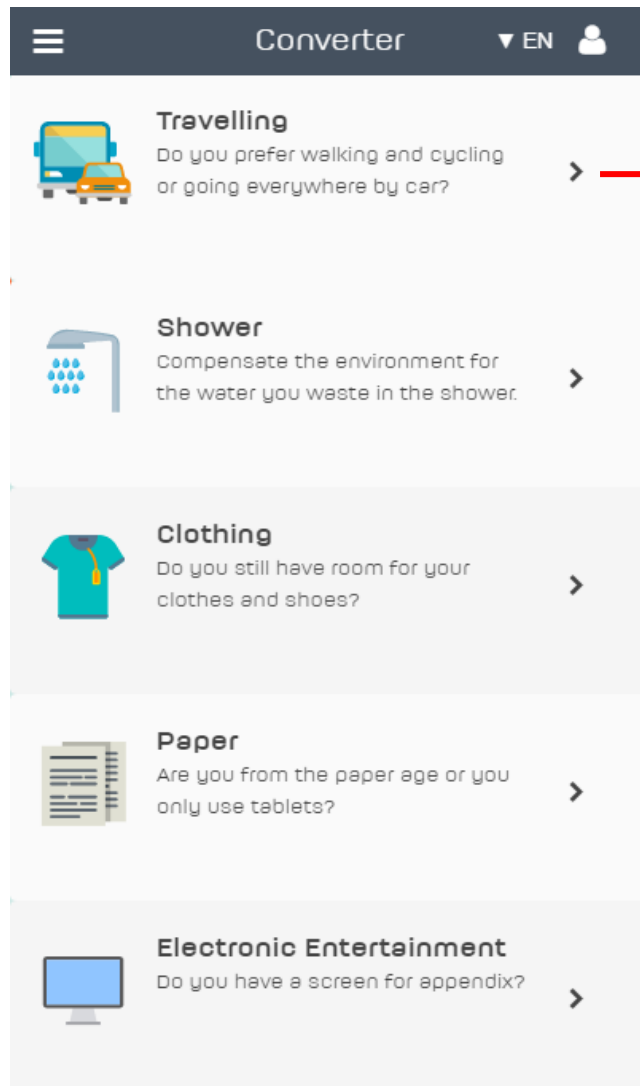 Converter ▼ EN
Travelling
Do you prefer walking and cycling
or going everywhere by car?
Shower
Compensate the environment for
the water you waste in the shower.
Clothing
Do you still have room for your
clothes and shoes?
Paper
Are you from the paper age or you
only use tablets?
Electronic Entertainment
Do you have a screen for appendix?